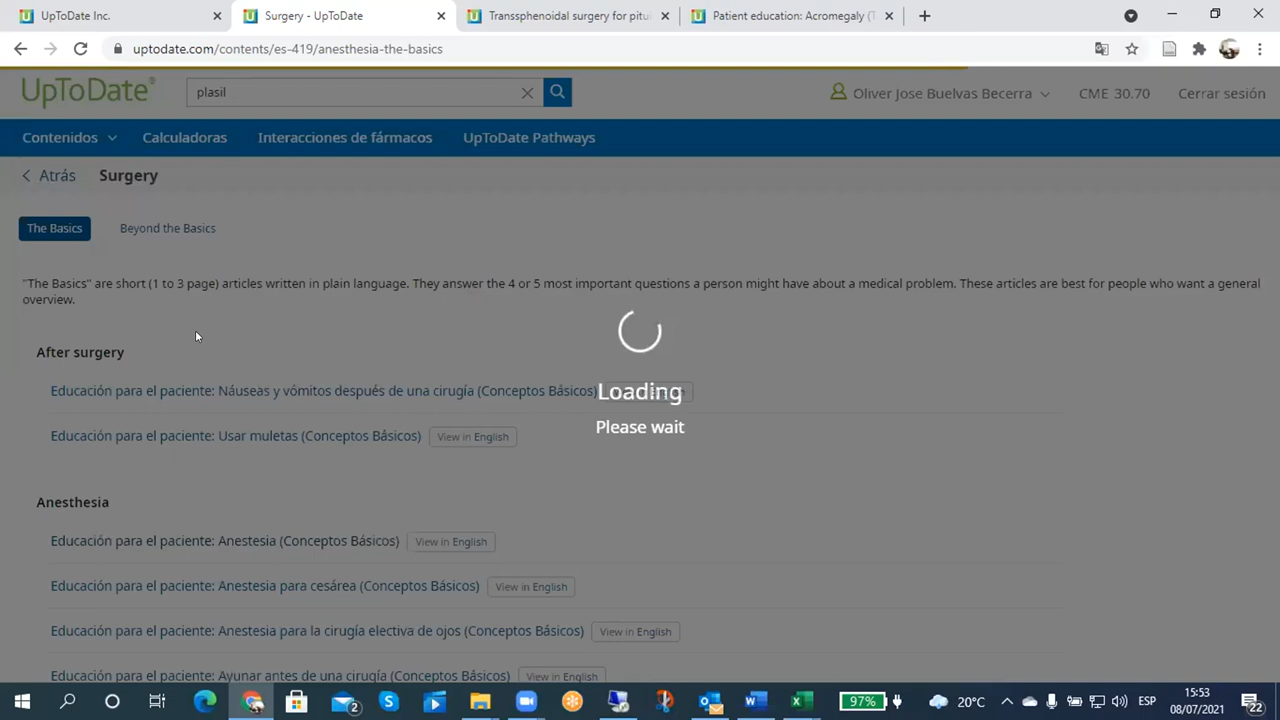 UpToDate Inc.
Surgery - UpToDate
Transsphenoidal surgery for pitu
Patient education: Acromegaly (T
uptodate.com/contents/es-419/anesthesia-the-basics
UpToDate®
plasil
Oliver Jose Buelvas Becerra
CME 30.70
Cerrar sesión
Contenidos
Calculadoras
Interacciones de fármacos
UpToDate Pathways
Atrás
Surgery
The Basics
Beyond the Basics
"The Basics" are short (1 to 3 page) articles written in plain language. They answer the 4 or 5 most important questions a person might have about a medical problem. These articles are best for people who want a general
overview.
After surgery
Educación para el paciente: Náuseas y vómitos después de una cirugía (Conceptos Básicos)
Loading
Please wait
Educación para el paciente: Usar muletas (Conceptos Básicos) View in English
Anesthesia
Educación para el paciente: Anestesia (Conceptos Básicos) View in English
Educación para el paciente: Anestesia para cesárea (Conceptos Básicos) View in English
Educación para el paciente: Anestesia para la cirugía electiva de ojos (Conceptos Básicos) View in English
Educación para el paciente: Ayunar antes de una cirugía (Conceptos Básicos) View in English
2
97%
20°C
ESP
15:53
08/07/2021
22